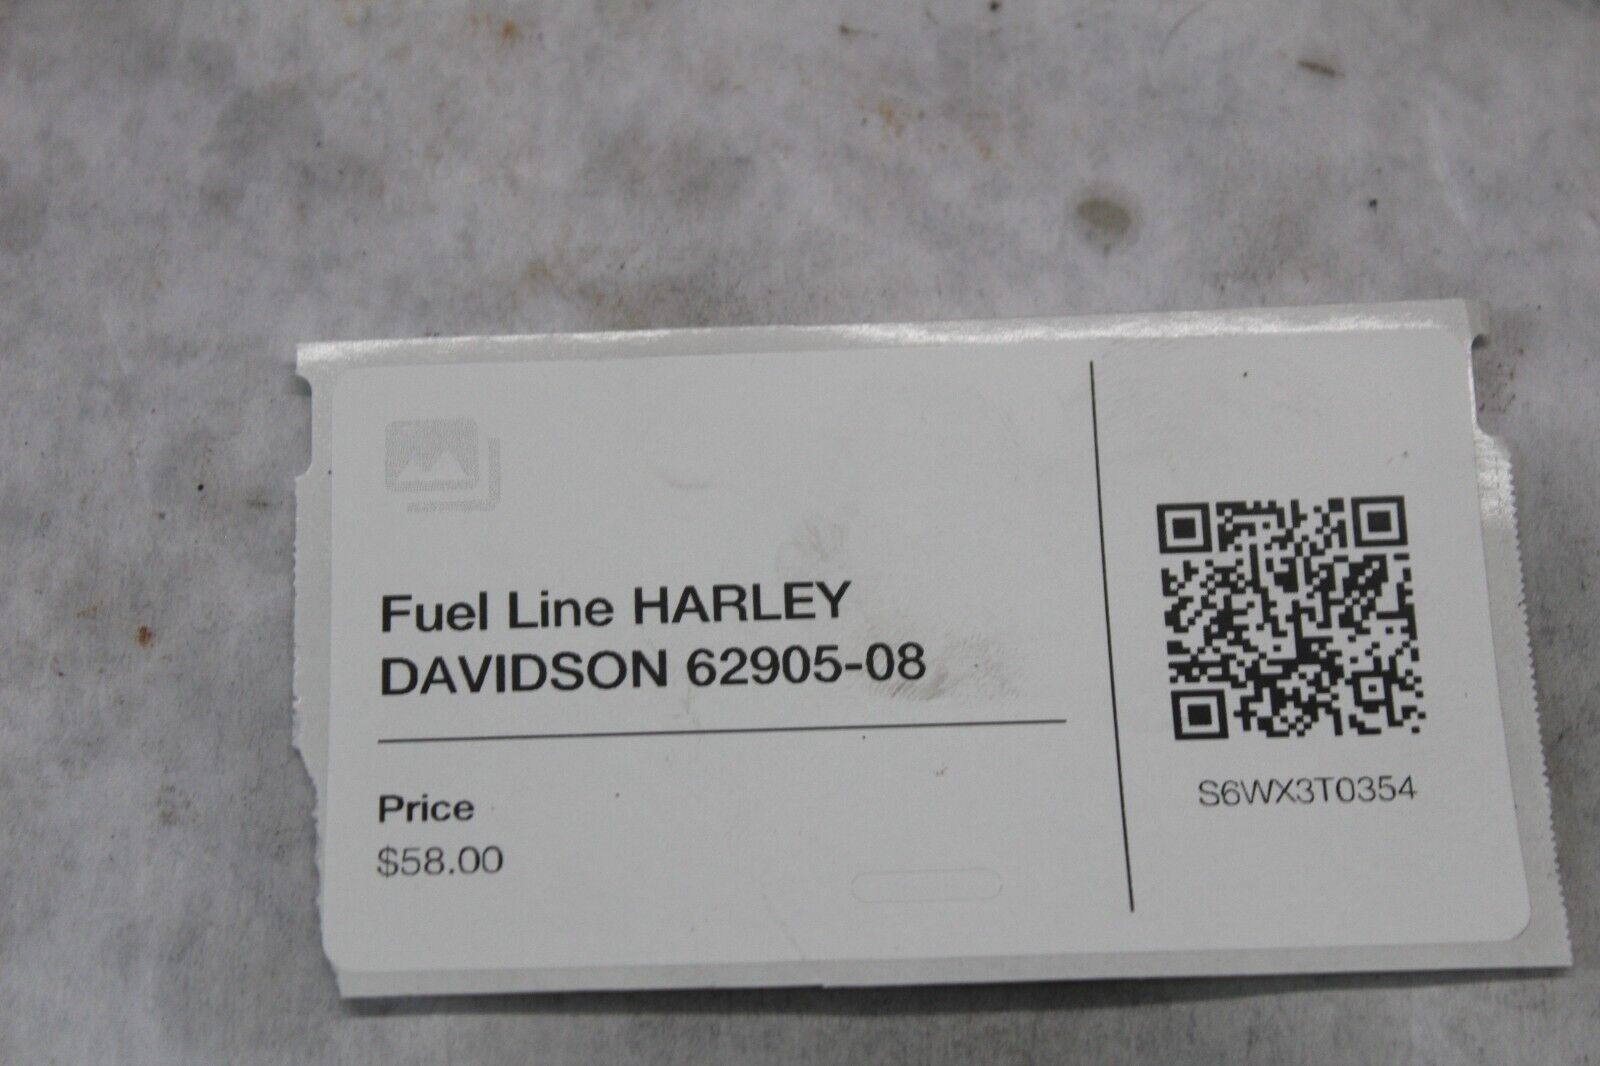 Fuel Line HARLEY
DAVIDSON 62905-08
Price
$58.00
S6WX3T0354